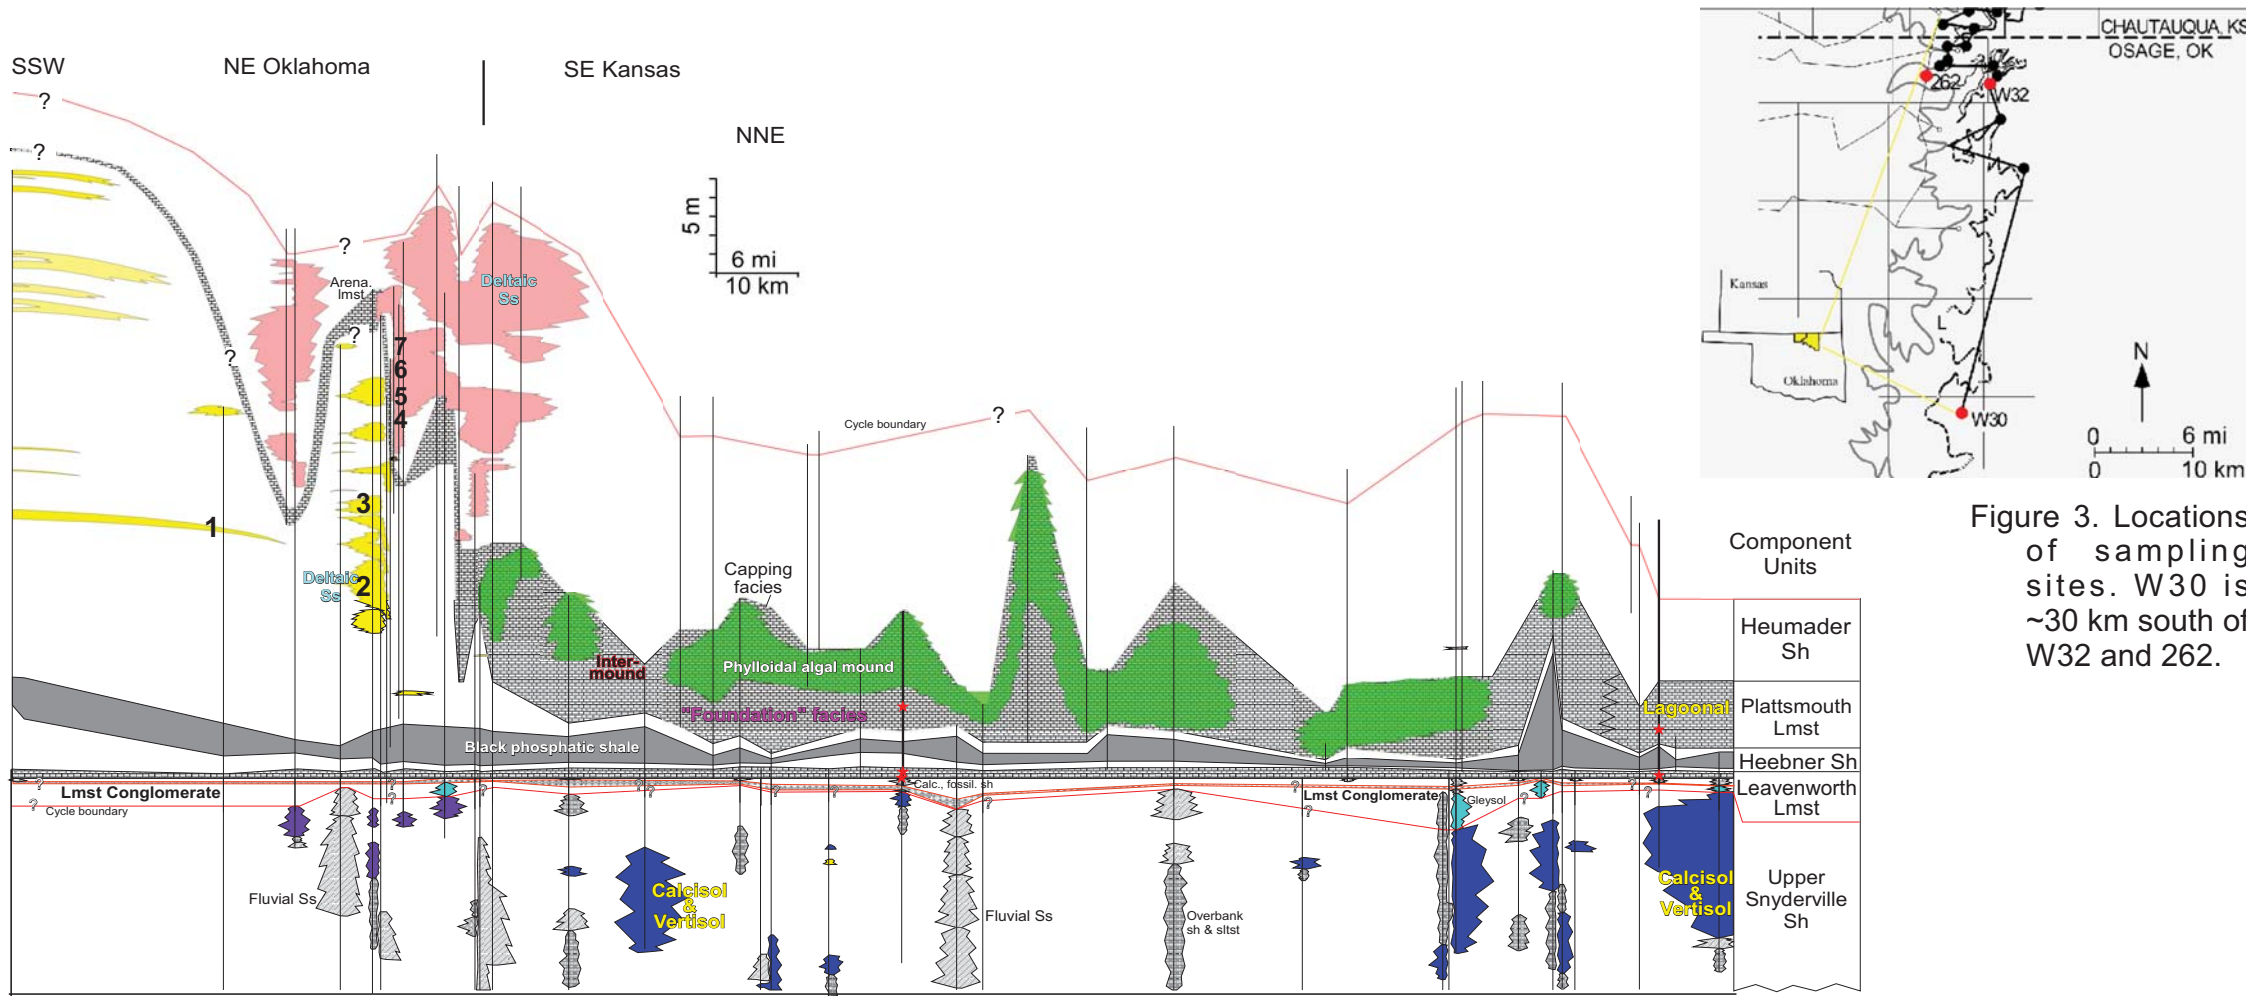 SSW
NE Oklahoma
SE Kansas
NNE
?
?
?
?
?
?
5 m
6 mi
10 km
Arena.
lmst
Deltaic
Ss
7
6
5
4
3
2
1
Deltaic
Ss
Cycle boundary
Capping
facies
Inter-
mound
Phylloidal algal mound
"Foundation" facies
Black phosphatic shale
Lagoonal
Component
Units
Heumader
Sh
Plattsmouth
Lmst
Heebner Sh
Leavenworth
Lmst
Upper
Snyderville
Sh
?
Lmst Conglomerate
?
Cycle boundary
?
?
?
?
?
?
?
Calc., fossil. sh
?
?
Lmst Conglomerate
?
Gleysol
?
?
?
Fluvial Ss
Calcisol
&
Vertisol
Fluvial Ss
Overbank
sh & sltst
Calcisol
&
Vertisol
CHAUTAUQUA, KS
OSAGE, OK
262
W32
Kansas
Oklahoma
L
W30
N
0 6 mi
0 10 km
Figure 3. Locations
of sampling
sites. W30 is
~30 km south of
W32 and 262.